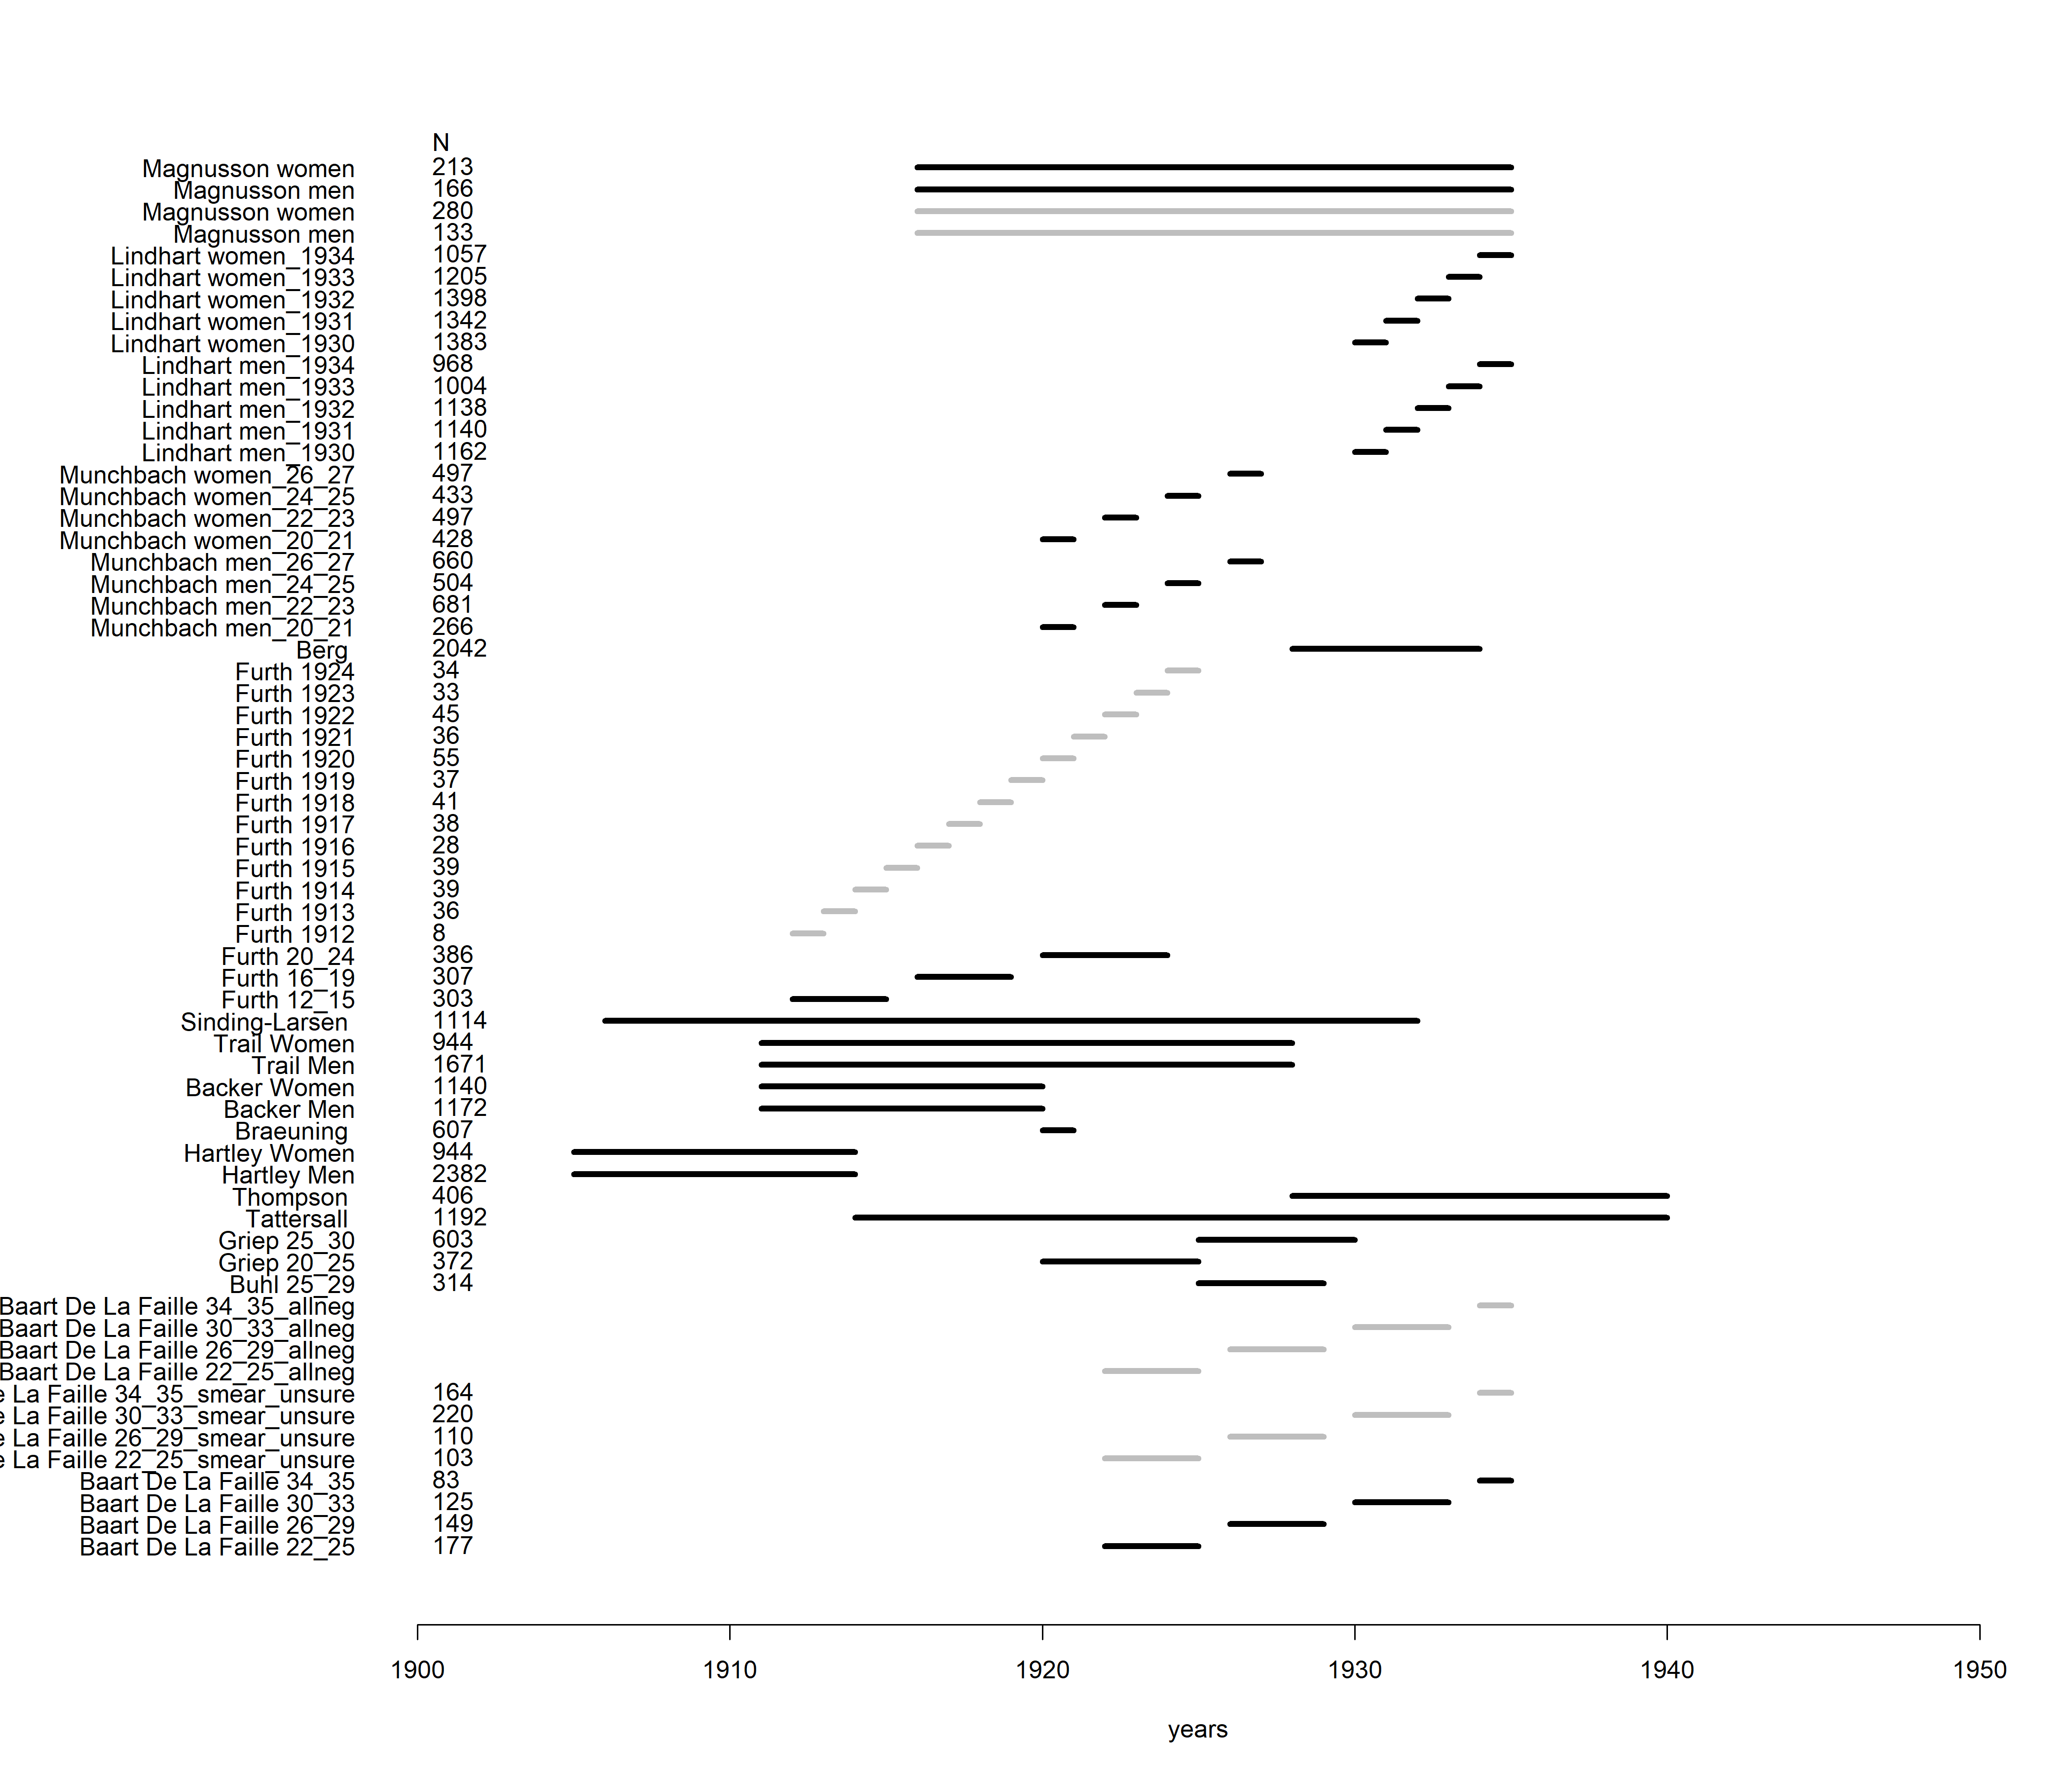 N
Magnusson women 213
Magnusson men 166
Magnusson women 280
Magnusson men 133
Lindhart women_1934 1057
Lindhart women_1933 1205
Lindhart women_1932 1398
Lindhart women_1931 1342
Lindhart women_1930 1383
Lindhart men_1934 968
Lindhart men_1933 1004
Lindhart men_1932 1138
Lindhart men_1931 1140
Lindhart men_1930 1162
Munchbach women_26_27 497
Munchbach women_24_25 433
Munchbach women_22_23 497
Munchbach women_20_21 428
Munchbach men_26_27 660
Munchbach men_24_25 504
Munchbach men_22_23 681
Munchbach men_20_21 266
Berg 2042
Furth 1924 34
Furth 1923 33
Furth 1922 45
Furth 1921 36
Furth 1920 55
Furth 1919 37
Furth 1918 41
Furth 1917 38
Furth 1916 28
Furth 1915 39
Furth 1914 39
Furth 1913 36
Furth 1912 8
Furth 20_24 386
Furth 16_19 307
Furth 12_15 303
Sinding-Larsen 1114
Trail Women 944
Trail Men 1671
Backer Women 1140
Backer Men 1172
Braeuning 607
Hartley Women 944
Hartley Men 2382
Thompson 406
Tattersall 1192
Griep 25_30 603
Griep 20_25 372
Buhl 25_29 314
Baart De La Faille 34_35_allneg
Baart De La Faille 30_33_allneg
Baart De La Faille 26_29_allneg
Baart De La Faille 22_25_allneg
e La Faille 34_35_smear_unsure 164
e La Faille 30_33_smear_unsure 220
e La Faille 26_29_smear_unsure 110
e La Faille 22_25_smear_unsure 103
Baart De La Faille 34_35 83
Baart De La Faille 30_33 125
Baart De La Faille 26_29 149
Baart De La Faille 22_25 177
1900 1910 1920 1930 1940 1950
years